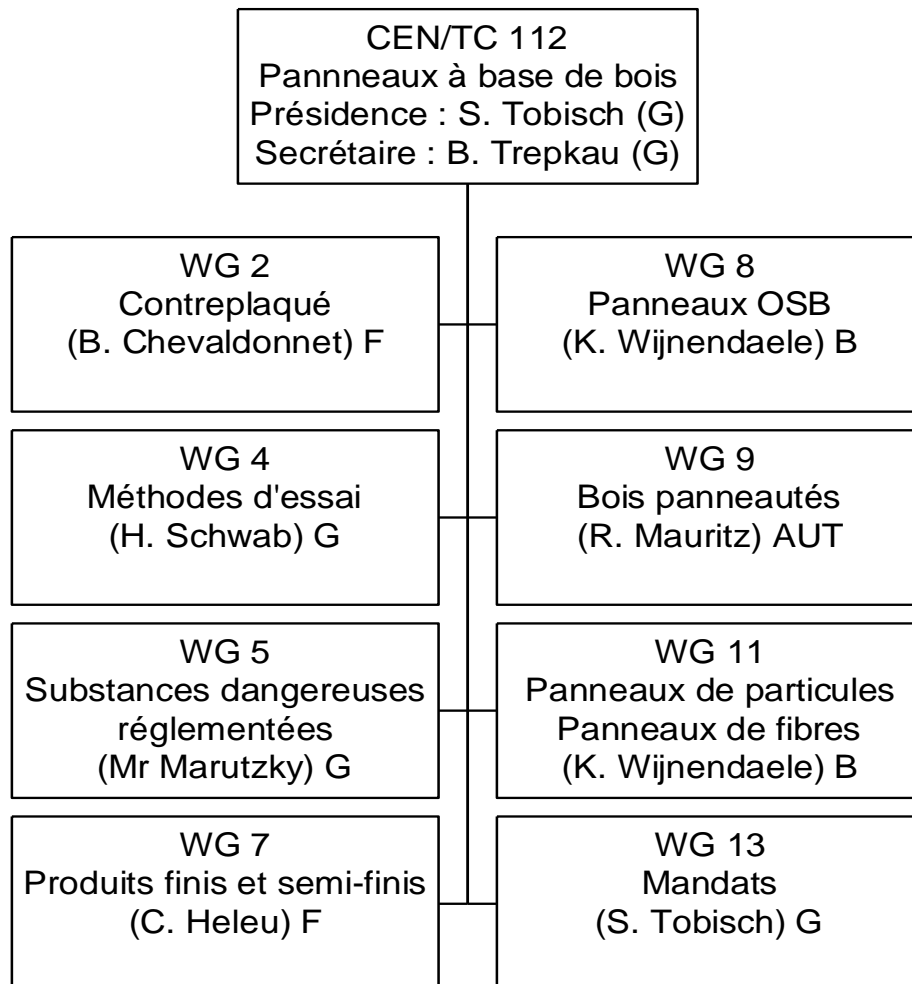 CEN/TC 112
Pannneaux à base de bois
Présidence : S. Tobisch (G)
Secrétaire : B. Trepkau (G)
WG 2
Contreplaqué
(B. Chevaldonnet) F
WG 8
Panneaux OSB
(K. Wijnendaele) B
WG 4
Méthodes d'essai
(H. Schwab) G
WG 9
Bois panneautés
(R. Mauritz) AUT
WG 5
Substances dangereuses
réglementées
(Mr Marutzky) G
WG 11
Panneaux de particules
Panneaux de fibres
(K. Wijnendaele) B
WG 7
Produits finis et semi-finis
(C. Heleu) F
WG 13
Mandats
(S. Tobisch) G